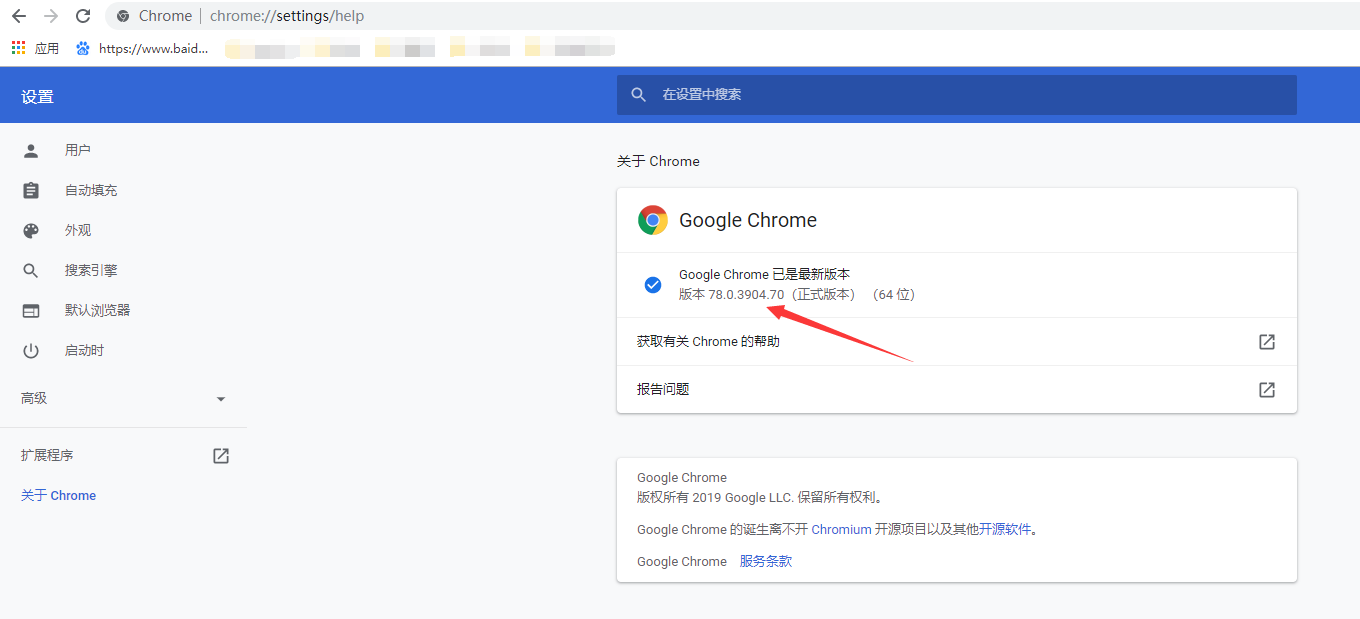 Chrome | chrome://settings/help
应用 https://www.baid...
设置
在设置中搜索
用户
自动填充
外观
搜索引擎
默认浏览器
启动时
高级
扩展程序
关于 Chrome
关于 Chrome
Google Chrome
Google Chrome 已是最新版本
版本 78.0.3904.70（正式版本） （64 位）
获取有关 Chrome 的帮助
报告问题
Google Chrome
版权所有 2019 Google LLC. 保留所有权利。
Google Chrome 的诞生离不开 Chromium 开源项目以及其他开源软件。
Google Chrome 服务条款